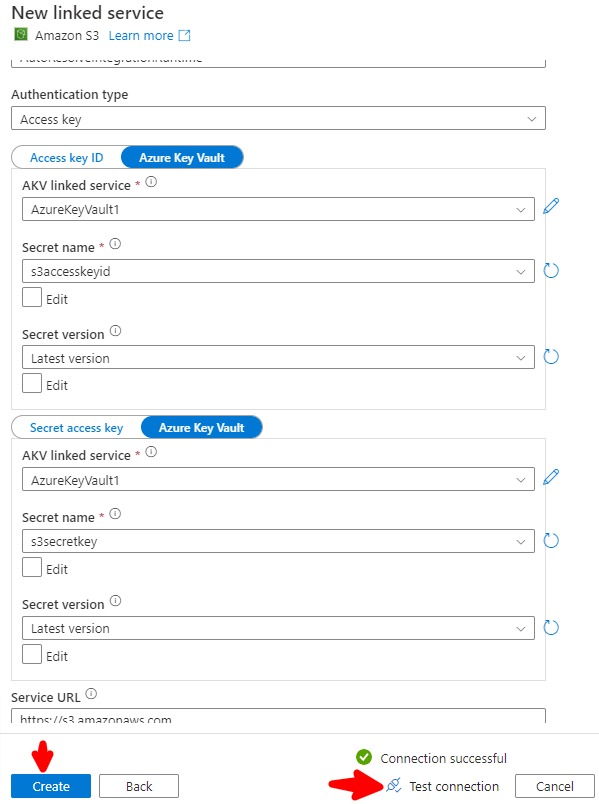 New linked service
Amazon S3 Learn more
AutoResolveIntegrationRuntime
Authentication type
Access key
Access key ID Azure Key Vault
AKV linked service *
AzureKeyVault1
Secret name *
s3accesskeyid
Edit
Secret version
Latest version
Edit
Secret access key Azure Key Vault
AKV linked service *
AzureKeyVault1
Secret name *
s3secretkey
Edit
Secret version
Latest version
Edit
Service URL
https://s3.amazonaws.com
Connection successful
Create Back Test connection Cancel